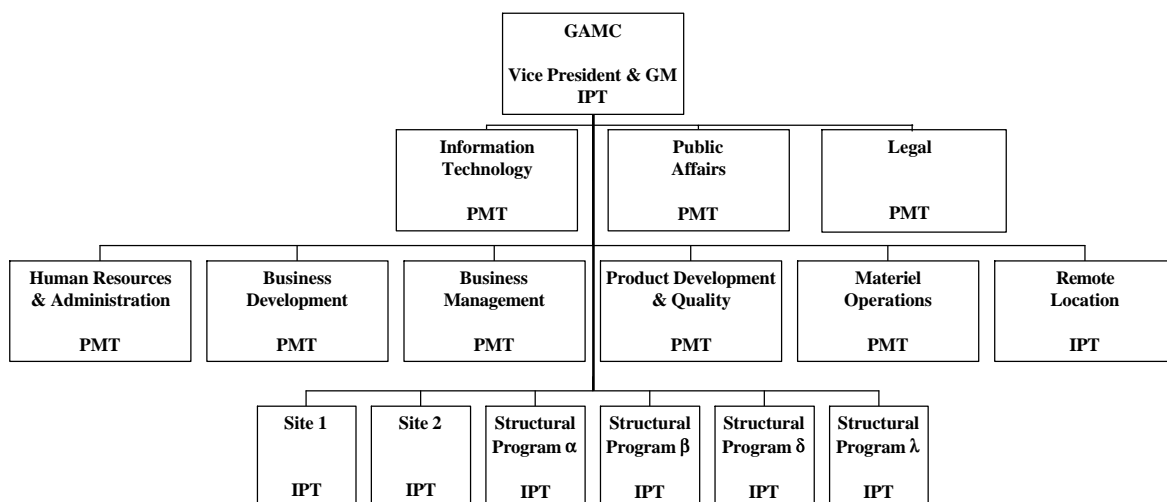 GAMC
Vice President & GM
IPT
Information
Technology
PMT
Public
Affairs
PMT
Legal
PMT
Human Resources
& Administration
PMT
Business
Development
PMT
Business
Management
PMT
Product Development
& Quality
PMT
Materiel
Operations
PMT
Remote
Location
IPT
Site 1
IPT
Site 2
IPT
Structural
Program α
IPT
Structural
Program β
IPT
Structural
Program δ
IPT
Structural
Program λ
IPT